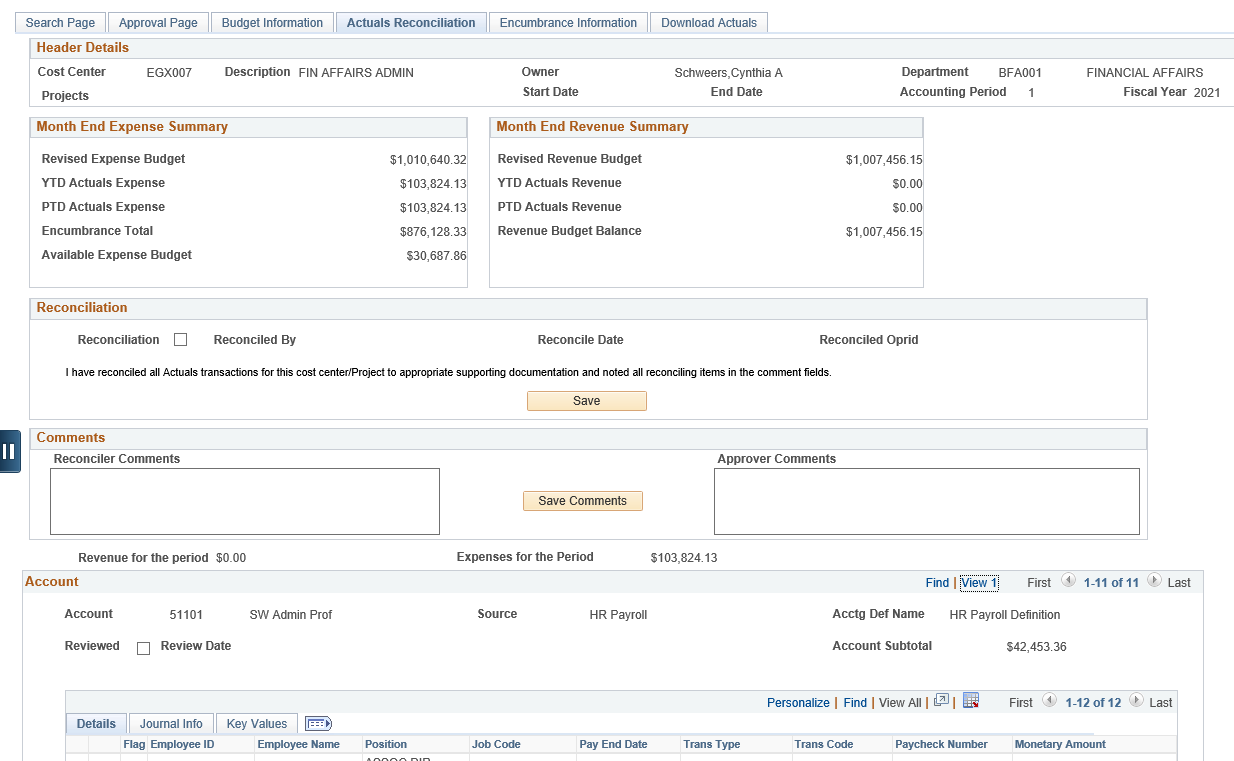 Search Page Approval Page Budget Information Actuals Reconciliation Encumbrance Information Download Actuals
Header Details
Cost Center EGX007 Description FIN AFFAIRS ADMIN Owner Schweers,Cynthia A Department BFA001 FINANCIAL AFFAIRS
Projects Start Date End Date Accounting Period 1 Fiscal Year 2021
Month End Expense Summary Month End Revenue Summary
Revised Expense Budget $1,010,640.32 Revised Revenue Budget $1,007,456.15
YTD Actuals Expense $103,824.13 YTD Actuals Revenue $0.00
PTD Actuals Expense $103,824.13 PTD Actuals Revenue $0.00
Encumbrance Total $876,128.33 Revenue Budget Balance $1,007,456.15
Available Expense Budget $30,687.86
Reconciliation
Reconciliation Reconciled By Reconcile Date Reconciled Oprid
I have reconciled all Actuals transactions for this cost center/Project to appropriate supporting documentation and noted all reconciling items in the comment fields.
Save
Comments
Reconciler Comments Approver Comments
Save Comments
Revenue for the period $0.00 Expenses for the Period $103,824.13
Account Find | View 1 First 1-11 of 11 Last
Account 51101 SW Admin Prof Source HR Payroll Acctg Def Name HR Payroll Definition
Reviewed Review Date Account Subtotal $42,453.36
Personalize | Find | View All | | First 1-12 of 12 Last
Details Journal Info Key Values
Flag Employee ID Employee Name Position Job Code Pay End Date Trans Type Trans Code Paycheck Number Monetary Amount